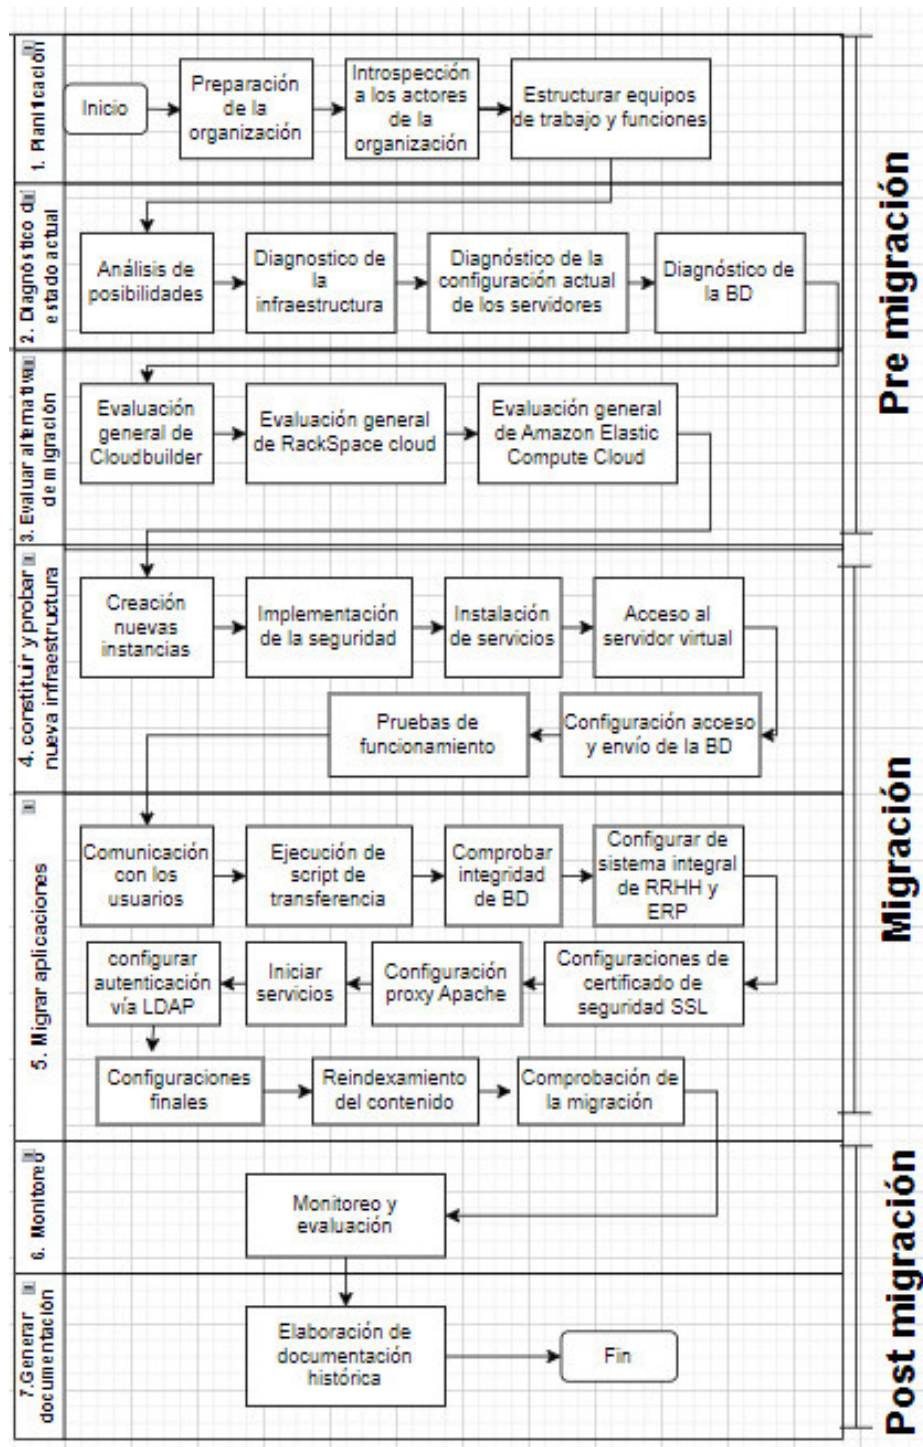 1. Planificación
Inicio
Preparación
de la
organización
Introspección
a los actores
de la
organización
Estructurar equipos
de trabajo y funciones
2. Diagnóstico del
estado actual
Análisis de
posibilidades
Diagnostico de
la
infraestructura
Diagnóstico de la
configuración actual
de los servidores
Diagnóstico de
la BD
3. Evaluar alternativas
de migración
Evaluación
general de
Cloudbuilder
Evaluación general
de RackSpace cloud
Evaluación general
de Amazon Elastic
Compute Cloud
Pre migración
4. constituir y probar
nueva infraestructura
Creación
nuevas
instancias
Implementación
de la seguridad
Instalación
de servicios
Acceso al
servidor virtual
Configuración acceso
y envío de la BD
Pruebas de
funcionamiento
5. Migrar aplicaciones
Comunicación
con los
usuarios
Ejecución de
script de
transferencia
Comprobar
integridad
de BD
Configurar de
sistema integral
de RRHH y
ERP
Configuraciones de
certificado de
seguridad SSL
Configuración
proxy Apache
Iniciar
servicios
configurar
autenticación
vía LDAP
Configuraciones
finales
Reindexamiento
del contenido
Comprobación de
la migración
Migración
6. Monitoreo
Monitoreo y
evaluación
7.Generar
documentación
Elaboración de
documentación
histórica
Fin
Post migración